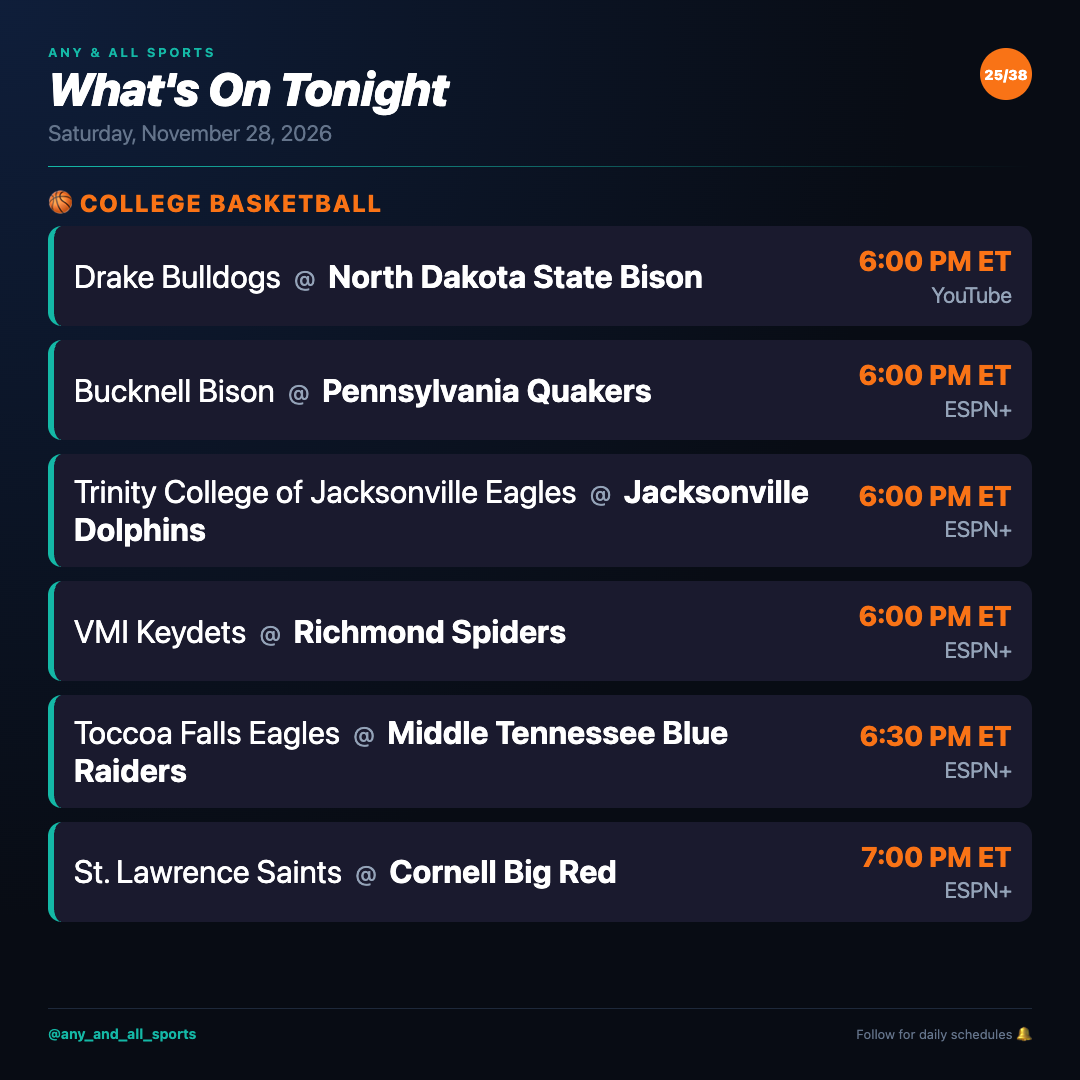 ANY & ALL SPORTS
What's On Tonight
25/38
Saturday, November 28, 2026
🏀 COLLEGE BASKETBALL
Drake Bulldogs @ North Dakota State Bison
6:00 PM ET
YouTube
Bucknell Bison @ Pennsylvania Quakers
6:00 PM ET
ESPN+
Trinity College of Jacksonville Eagles @ Jacksonville
Dolphins
6:00 PM ET
ESPN+
VMI Keydets @ Richmond Spiders
6:00 PM ET
ESPN+
Toccoa Falls Eagles @ Middle Tennessee Blue
Raiders
6:30 PM ET
ESPN+
St. Lawrence Saints @ Cornell Big Red
7:00 PM ET
ESPN+
@any_and_all_sports
Follow for daily schedules 🔔